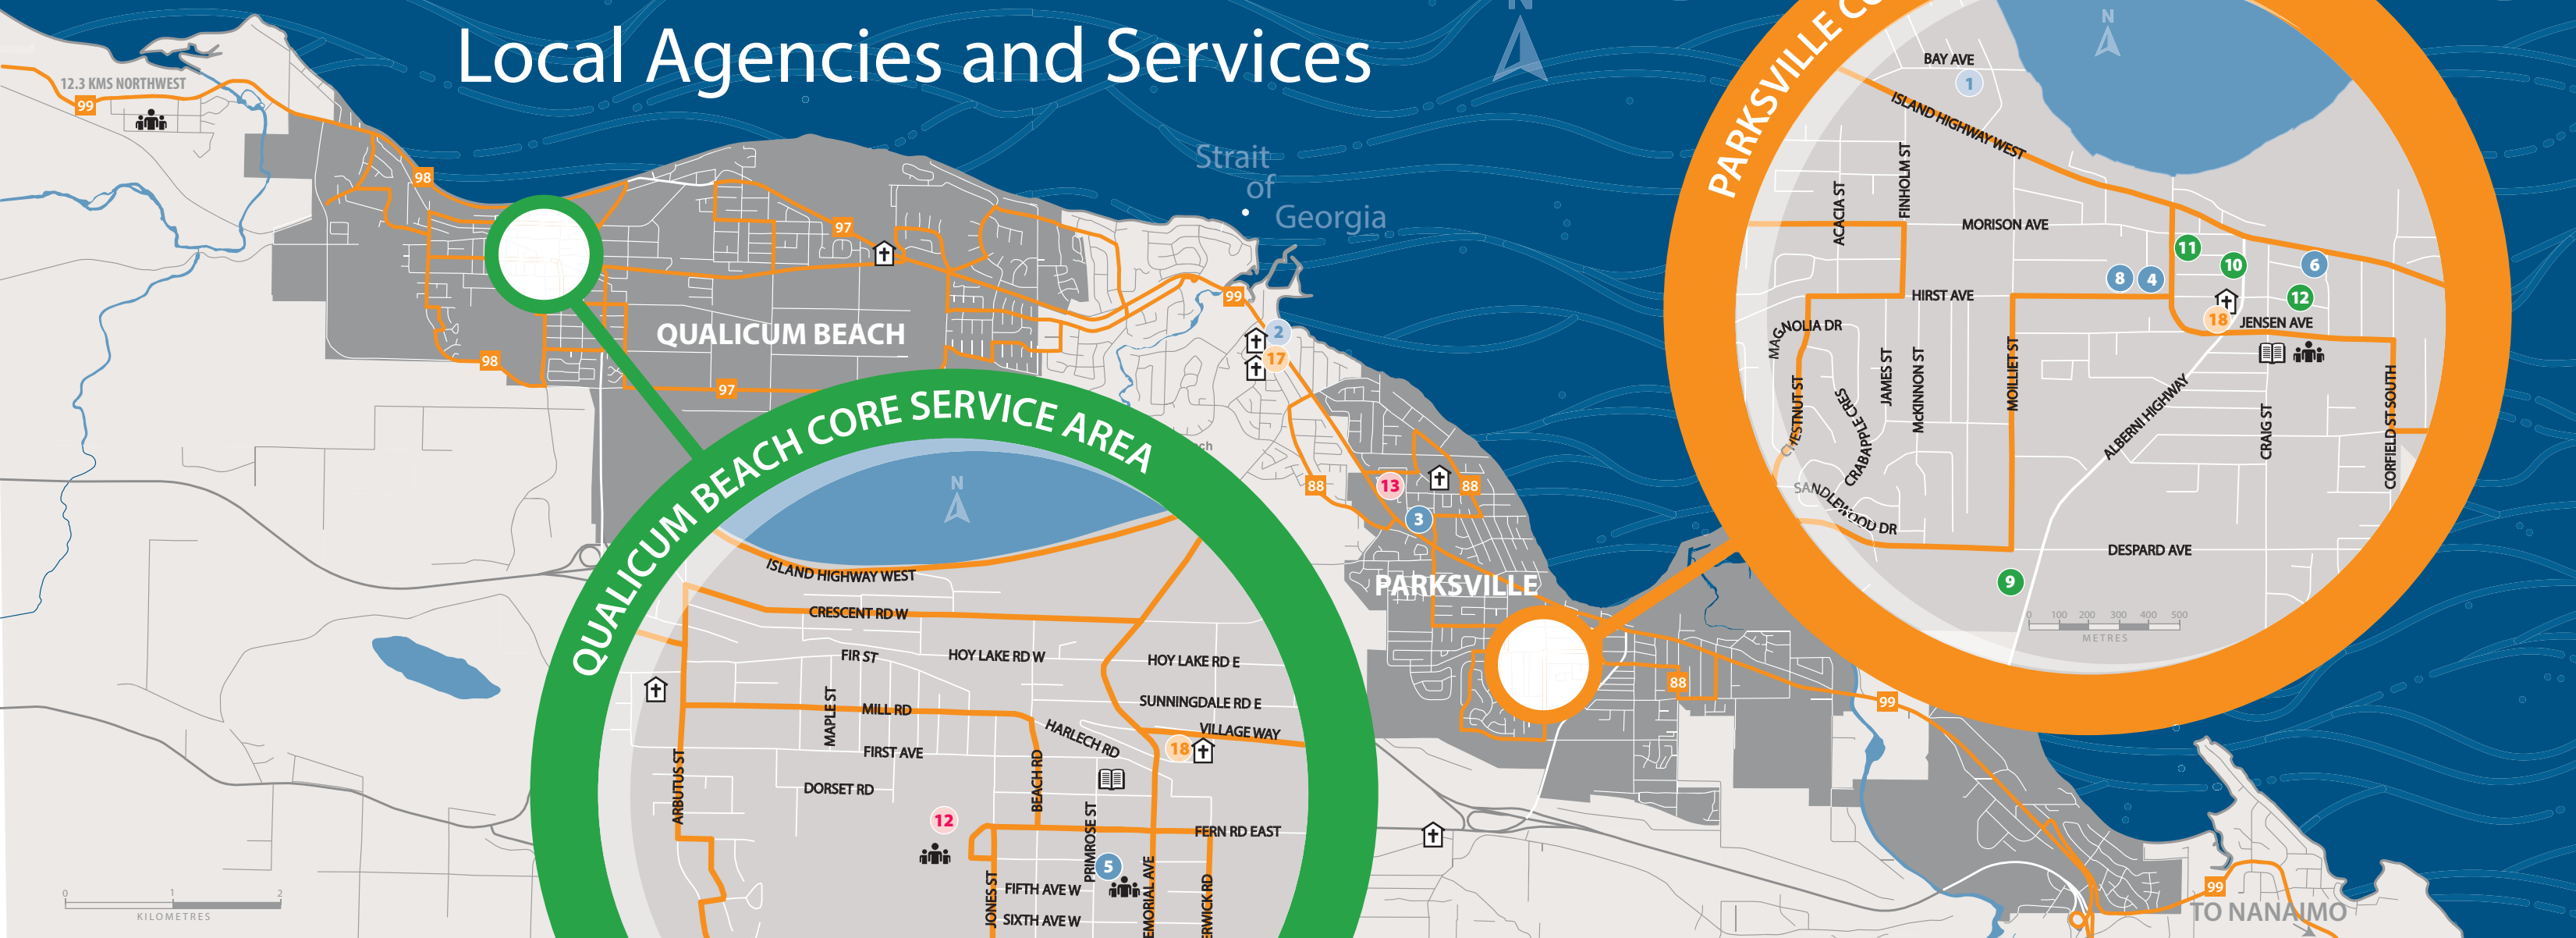 Local Agencies and Services
N
Strait
of
Georgia
12.3 KMS NORTHWEST
99
98
97
98
97
QUALICUM BEACH
99
2
17
88
13
88
3
PARKSVILLE
88
99
99
TO NANAIMO
0 1 2
KILOMETRES
QUALICUM BEACH CORE SERVICE AREA
N
ISLAND HIGHWAY WEST
CRESCENT RD W
FIR ST
HOY LAKE RD W
HOY LAKE RD E
SUNNINGDALE RD E
MAPLE ST
MILL RD
HARLECH RD
VILLAGE WAY
18
FIRST AVE
ARBUTUS ST
BEACH RD
DORSET RD
12
PRIMROSE ST
FERN RD EAST
5
JONES ST
FIFTH AVE W
SIXTH AVE W
EMORIAL AVE
ERWICK RD
PARKSVILLE CO
N
BAY AVE
1
ISLAND HIGHWAY WEST
FINHOLM ST
ACACIA ST
MORISON AVE
11
10
6
8
4
HIRST AVE
12
18
JENSEN AVE
MAGNOLIA DR
JAMES ST
McKINNON ST
MOILLIET ST
CHESTNUT ST
CRABAPPLE CRES
ALBERNI HIGHWAY
CRAIG ST
CORFIELD ST SOUTH
SANDLEWOOD DR
DESPARD AVE
9
0 100 200 300 400 500
METRES